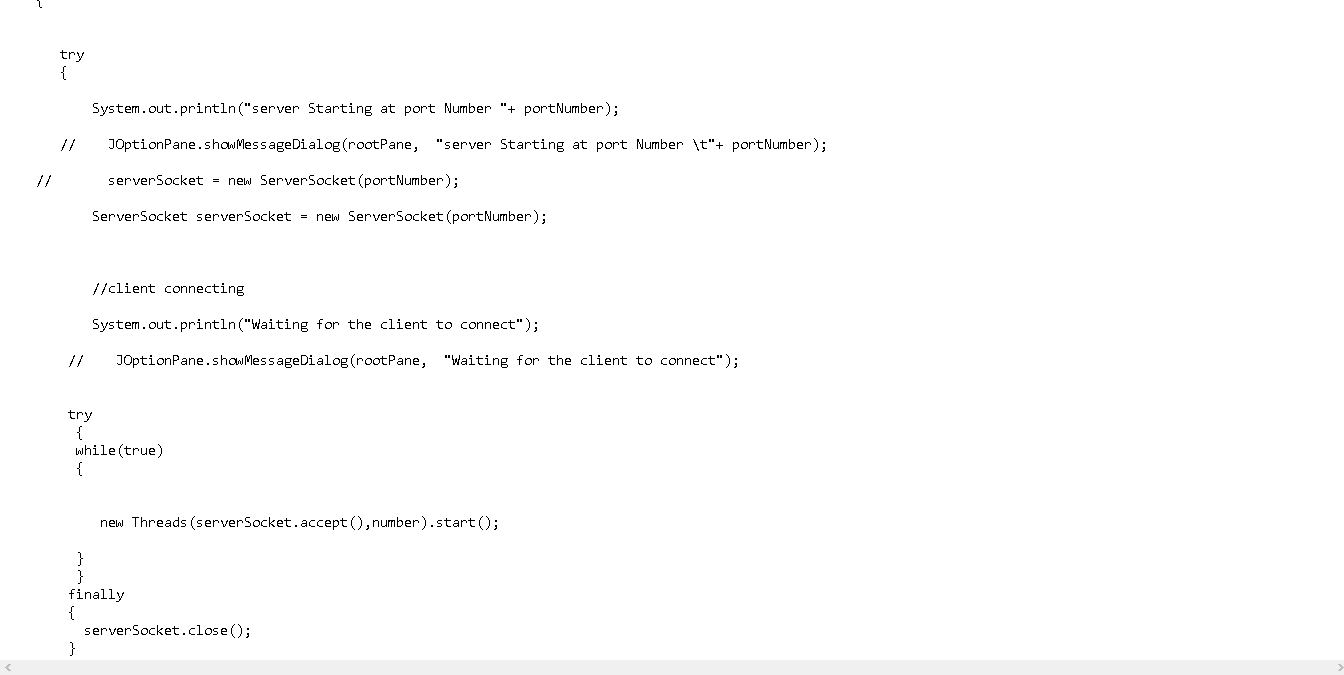 {
try
{
System.out.println("server Starting at port Number "+ portNumber);
//    JOptionPane.showMessageDialog(rootPane,  "server Starting at port Number \t"+ portNumber);
//       serverSocket = new ServerSocket(portNumber);
ServerSocket serverSocket = new ServerSocket(portNumber);
//client connecting
System.out.println("Waiting for the client to connect");
//    JOptionPane.showMessageDialog(rootPane,  "Waiting for the client to connect");
try
{
while(true)
{
new Threads(serverSocket.accept(),number).start();
}
}
finally
{
serverSocket.close();
}